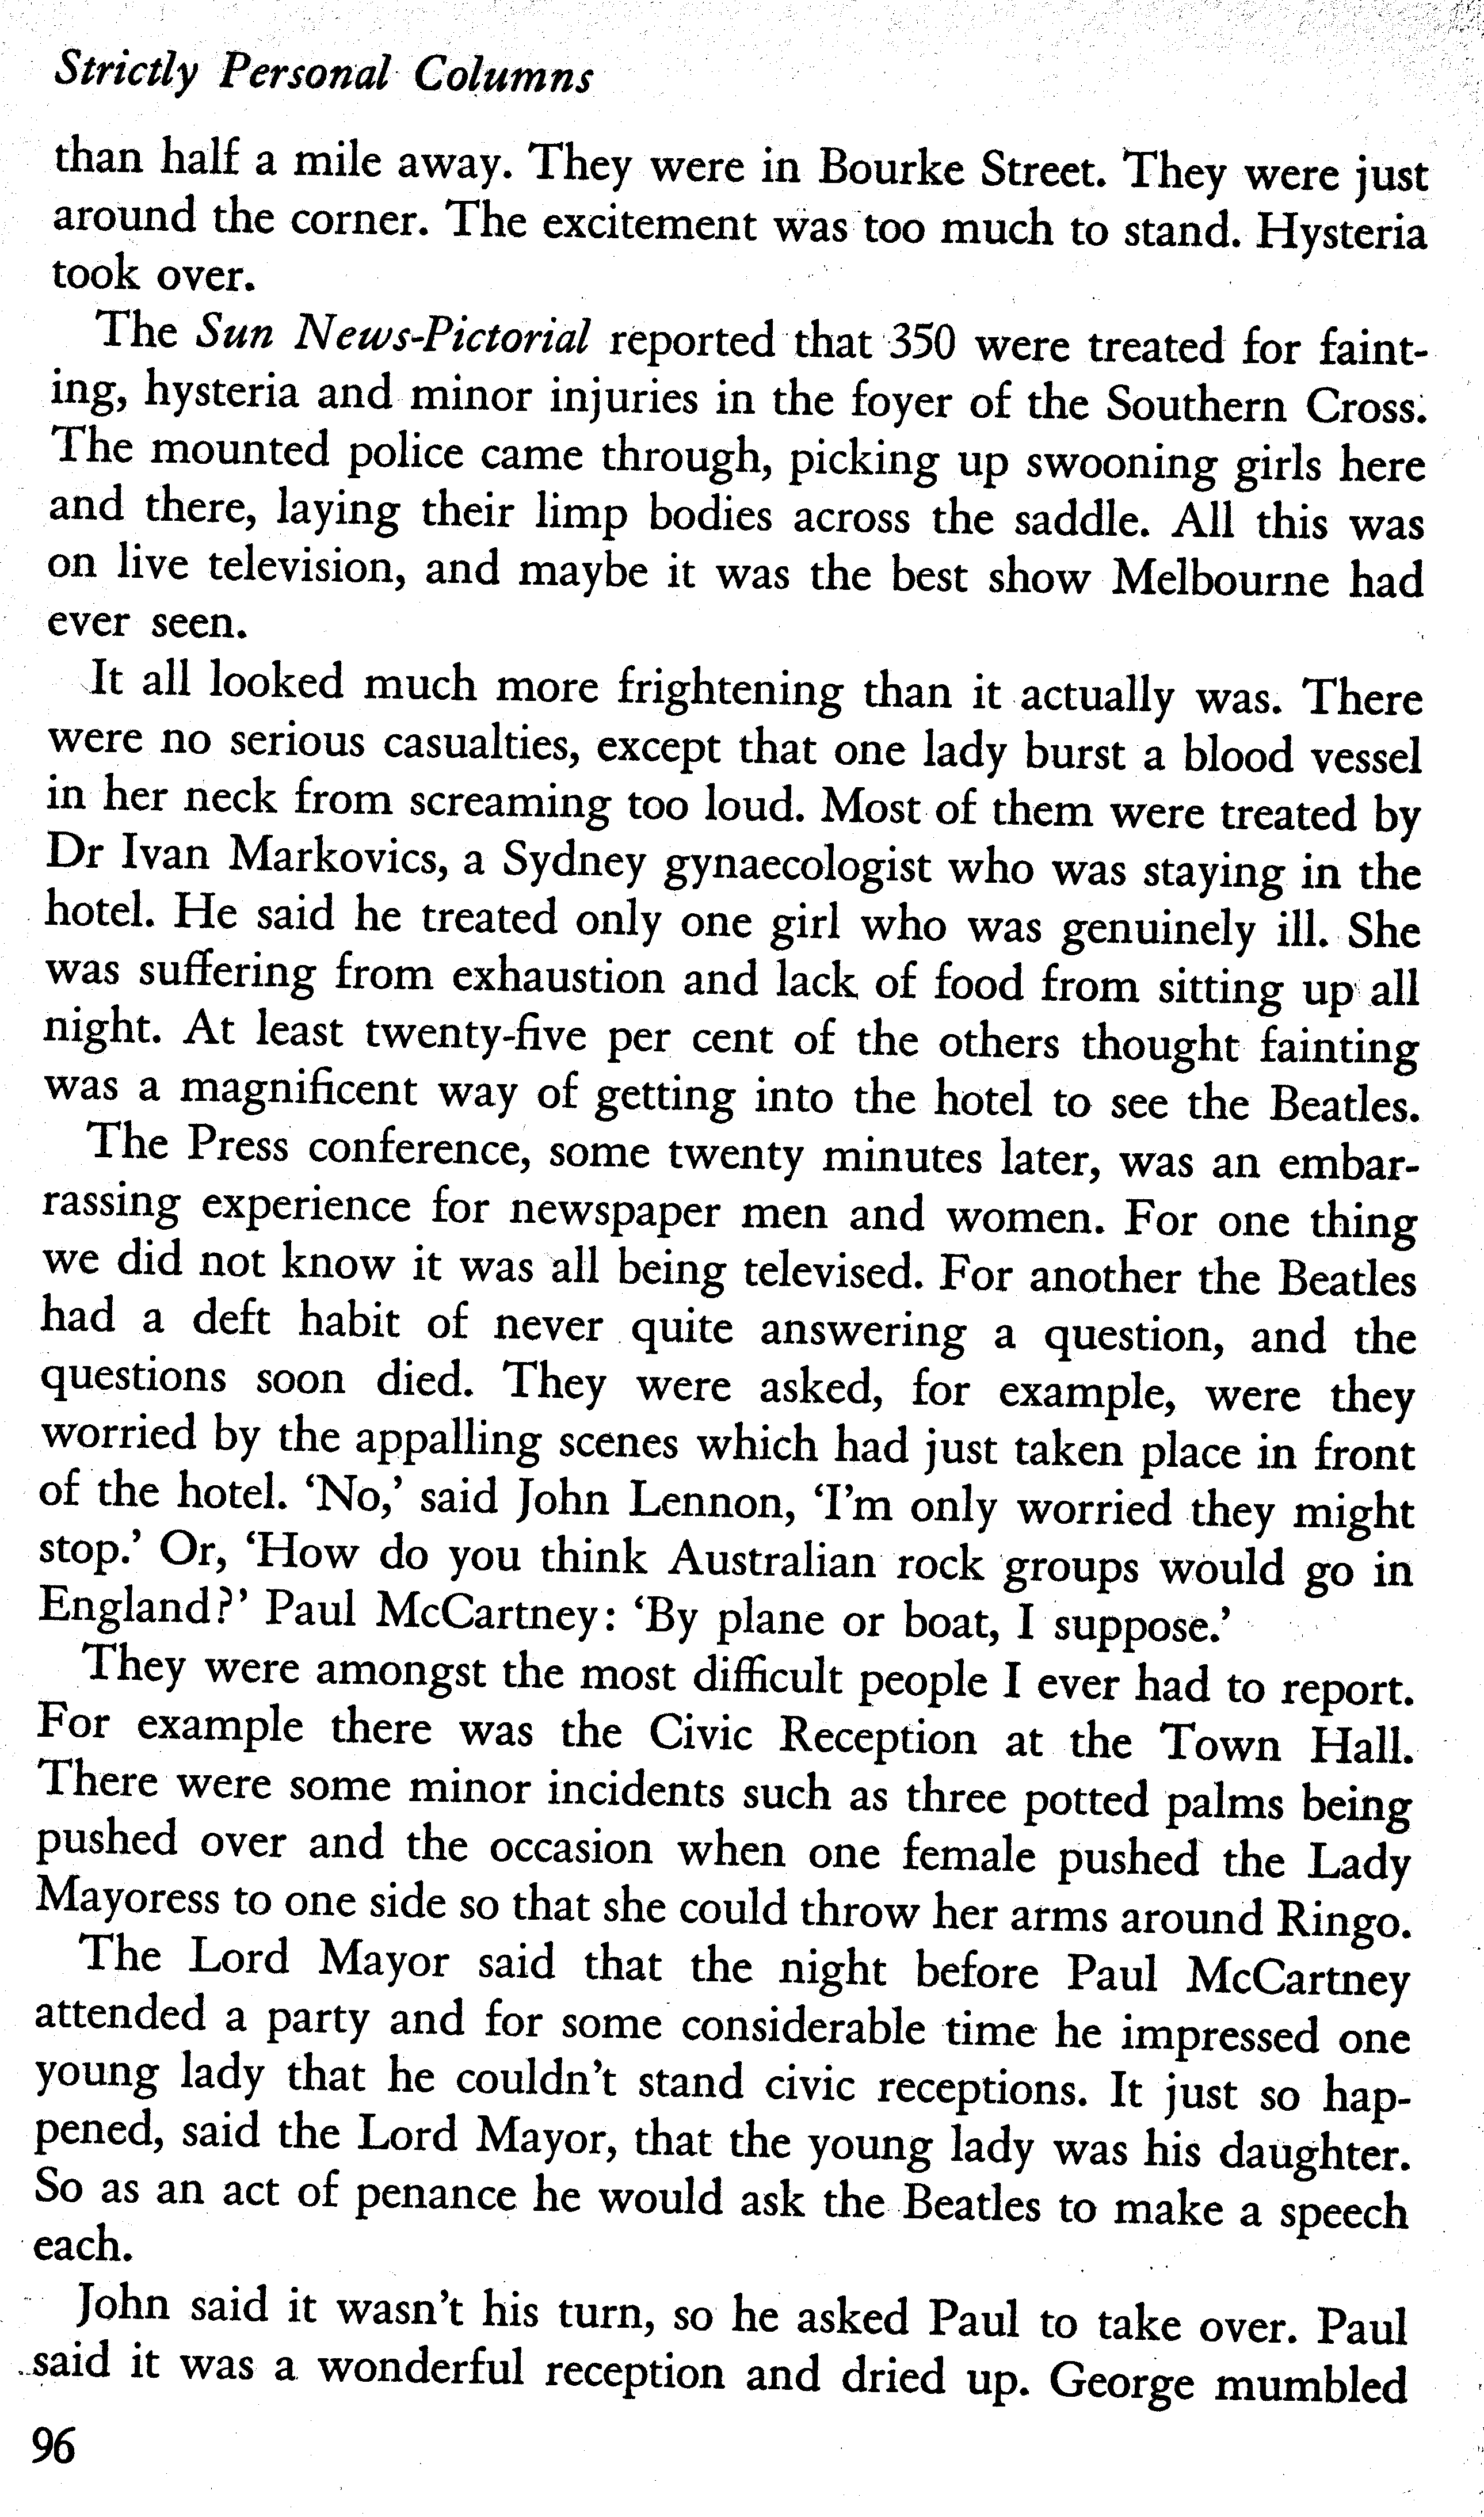 Strictly Personal Columns
than half a mile away. They were in Bourke Street. They were just
around the corner. The excitement was too much to stand. Hysteria
took over.
The Sun News-Pictorial reported that 350 were treated for faint-
ing, hysteria and minor injuries in the foyer of the Southern Cross.
The mounted police came through, picking up swooning girls here
and there, laying their limp bodies across the saddle. All this was
on live television, and maybe it was the best show Melbourne had
ever seen.
It all looked much more frightening than it actually was. There
were no serious casualties, except that one lady burst a blood vessel
in her neck from screaming too loud. Most of them were treated by
Dr Ivan Markovics, a Sydney gynaecologist who was staying in the
hotel. He said he treated only one girl who was genuinely ill. She
was suffering from exhaustion and lack of food from sitting up all
night. At least twenty-five per cent of the others thought fainting
was a magnificent way of getting into the hotel to see the Beatles.
The Press conference, some twenty minutes later, was an embar-
rassing experience for newspaper men and women. For one thing
we did not know it was all being televised. For another the Beatles
had a deft habit of never quite answering a question, and the
questions soon died. They were asked, for example, were they
worried by the appalling scenes which had just taken place in front
of the hotel. ‘No,’ said John Lennon, ‘I’m only worried they might
stop.’ Or, ‘How do you think Australian rock groups would go in
England?’ Paul McCartney: ‘By plane or boat, I suppose.’
They were amongst the most difficult people I ever had to report.
For example there was the Civic Reception at the Town Hall.
There were some minor incidents such as three potted palms being
pushed over and the occasion when one female pushed the Lady
Mayoress to one side so that she could throw her arms around Ringo.
The Lord Mayor said that the night before Paul McCartney
attended a party and for some considerable time he impressed one
young lady that he couldn’t stand civic receptions. It just so hap-
pened, said the Lord Mayor, that the young lady was his daughter.
So as an act of penance he would ask the Beatles to make a speech
each.
John said it wasn’t his turn, so he asked Paul to take over. Paul
said it was a wonderful reception and dried up. George mumbled
96